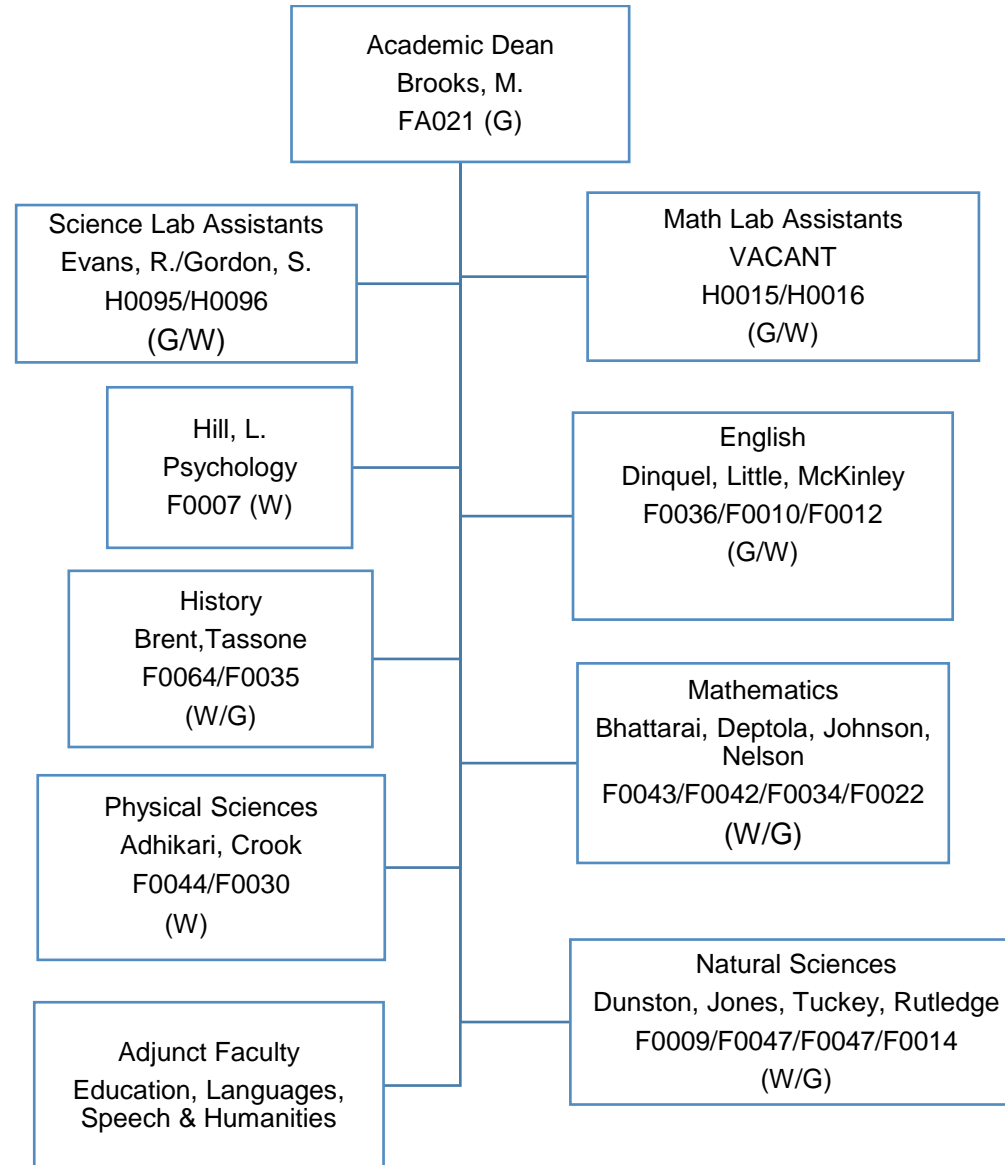 Academic Dean
Brooks, M.
FA021 (G)
Science Lab Assistants
Evans, R./Gordon, S.
H0095/H0096
(G/W)
Math Lab Assistants
VACANT
H0015/H0016
(G/W)
Hill, L.
Psychology
F0007 (W)
English
Dinquel, Little, McKinley
F0036/F0010/F0012
(G/W)
History
Brent,Tassone
F0064/F0035
(W/G)
Mathematics
Bhattarai, Deptola, Johnson,
Nelson
F0043/F0042/F0034/F0022
(W/G)
Physical Sciences
Adhikari, Crook
F0044/F0030
(W)
Natural Sciences
Dunston, Jones, Tuckey, Rutledge
F0009/F0047/F0047/F0014
(W/G)
Adjunct Faculty
Education, Languages,
Speech & Humanities